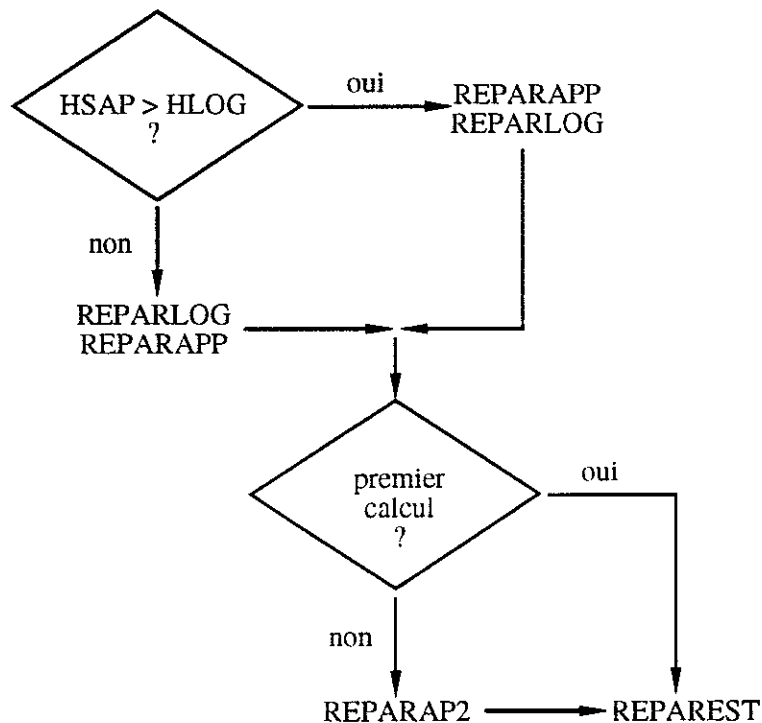 HSAP > HLOG
?
oui
REPARAPP
REPARLOG
non
REPARLOG
REPARAPP
premier
calcul
?
oui
non
REPARAP2
REPAREST